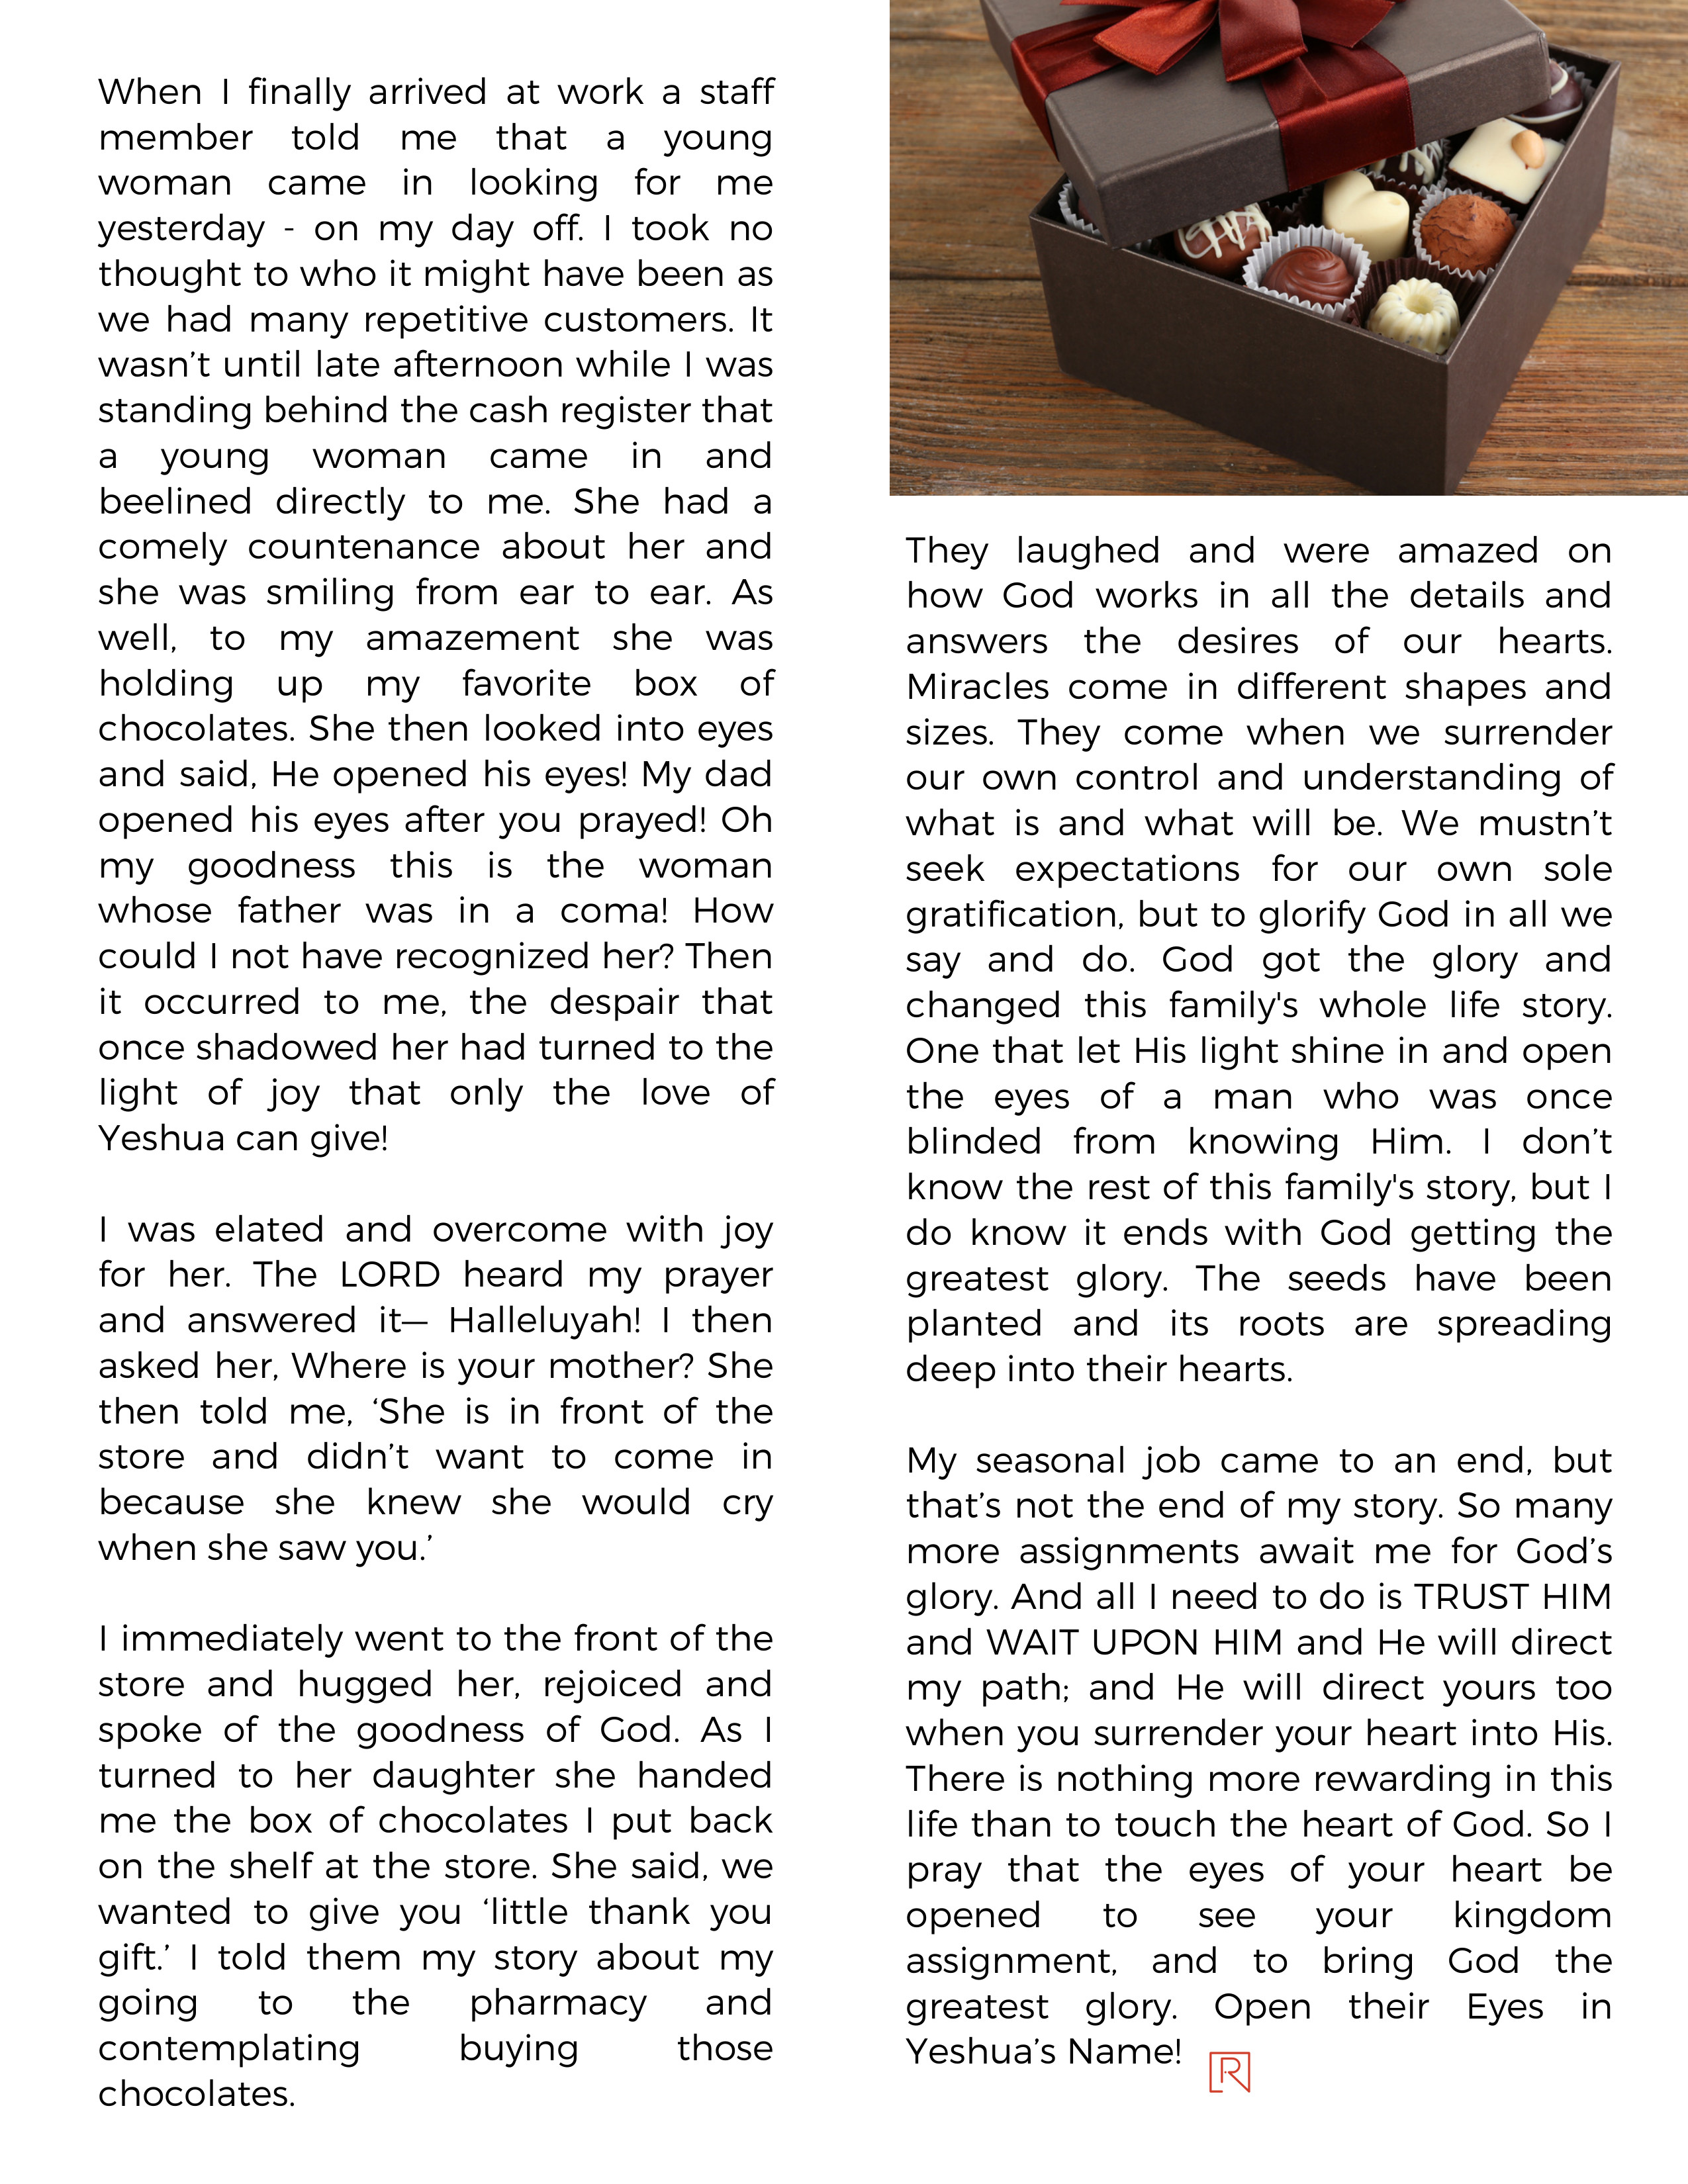 When I finally arrived at work a staff
member told me that a young
woman came in looking for me
yesterday - on my day off. I took no
thought to who it might have been as
we had many repetitive customers. It
wasn’t until late afternoon while I was
standing behind the cash register that
a young woman came in and
beelined directly to me. She had a
comely countenance about her and
she was smiling from ear to ear. As
well, to my amazement she was
holding up my favorite box of
chocolates. She then looked into eyes
and said, He opened his eyes! My dad
opened his eyes after you prayed! Oh
my goodness this is the woman
whose father was in a coma! How
could I not have recognized her? Then
it occurred to me, the despair that
once shadowed her had turned to the
light of joy that only the love of
Yeshua can give!

I was elated and overcome with joy
for her. The LORD heard my prayer
and answered it— Halleluyah! I then
asked her, Where is your mother? She
then told me, ‘She is in front of the
store and didn’t want to come in
because she knew she would cry
when she saw you.’

I immediately went to the front of the
store and hugged her, rejoiced and
spoke of the goodness of God. As I
turned to her daughter she handed
me the box of chocolates I put back
on the shelf at the store. She said, we
wanted to give you ‘little thank you
gift.’ I told them my story about my
going to the pharmacy and
contemplating buying those
chocolates.

They laughed and were amazed on
how God works in all the details and
answers the desires of our hearts.
Miracles come in different shapes and
sizes. They come when we surrender
our own control and understanding of
what is and what will be. We mustn’t
seek expectations for our own sole
gratification, but to glorify God in all we
say and do. God got the glory and
changed this family's whole life story.
One that let His light shine in and open
the eyes of a man who was once
blinded from knowing Him. I don’t
know the rest of this family's story, but I
do know it ends with God getting the
greatest glory. The seeds have been
planted and its roots are spreading
deep into their hearts.

My seasonal job came to an end, but
that’s not the end of my story. So many
more assignments await me for God’s
glory. And all I need to do is TRUST HIM
and WAIT UPON HIM and He will direct
my path; and He will direct yours too
when you surrender your heart into His.
There is nothing more rewarding in this
life than to touch the heart of God. So I
pray that the eyes of your heart be
opened to see your kingdom
assignment, and to bring God the
greatest glory. Open their Eyes in
Yeshua’s Name! R